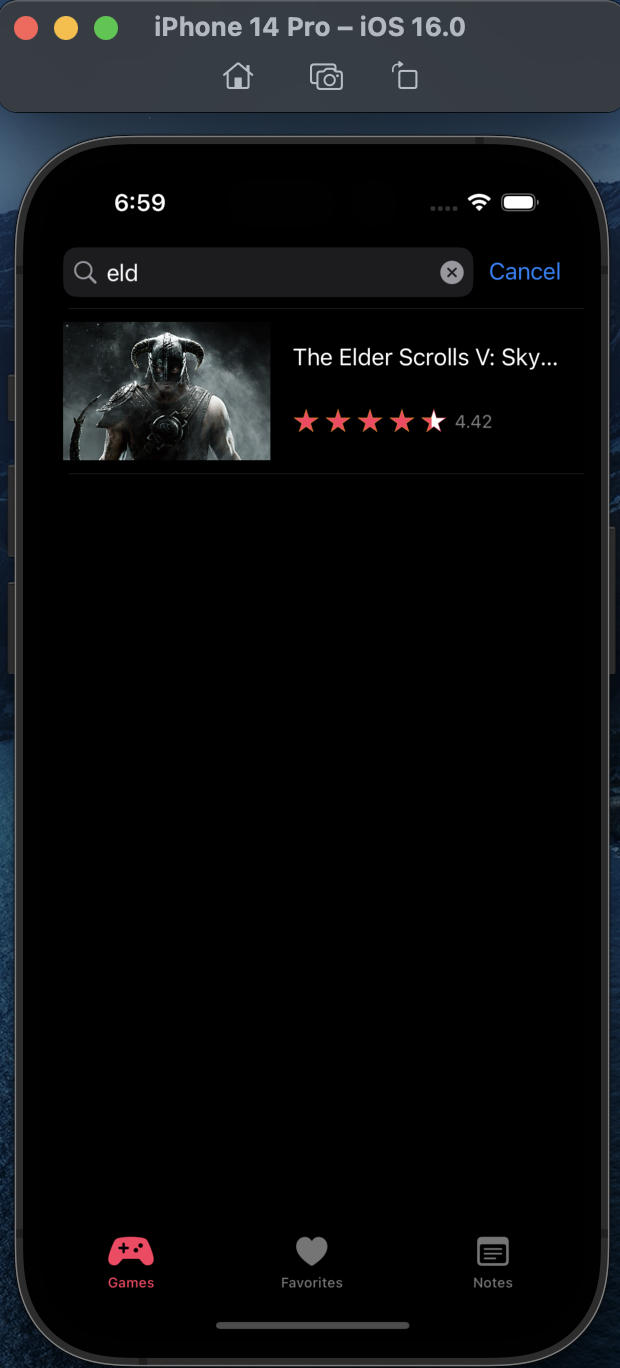 iPhone 14 Pro – iOS 16.0
6:59
eld
Cancel
The Elder Scrolls V: Sky...
4.42
Games
Favorites
Notes